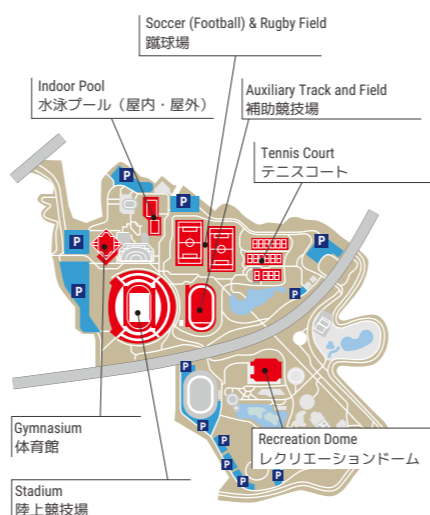 Soccer (Football) & Rugby Field
蹴球場
Indoor Pool
水泳プール（屋内・屋外）
Auxiliary Track and Field
補助競技場
Tennis Court
テニスコート
P
P
P
P
P
P
P
P
P
P
P
P
P
Gymnasium
体育館
Recreation Dome
レクリエーションドーム
Stadium
陸上競技場